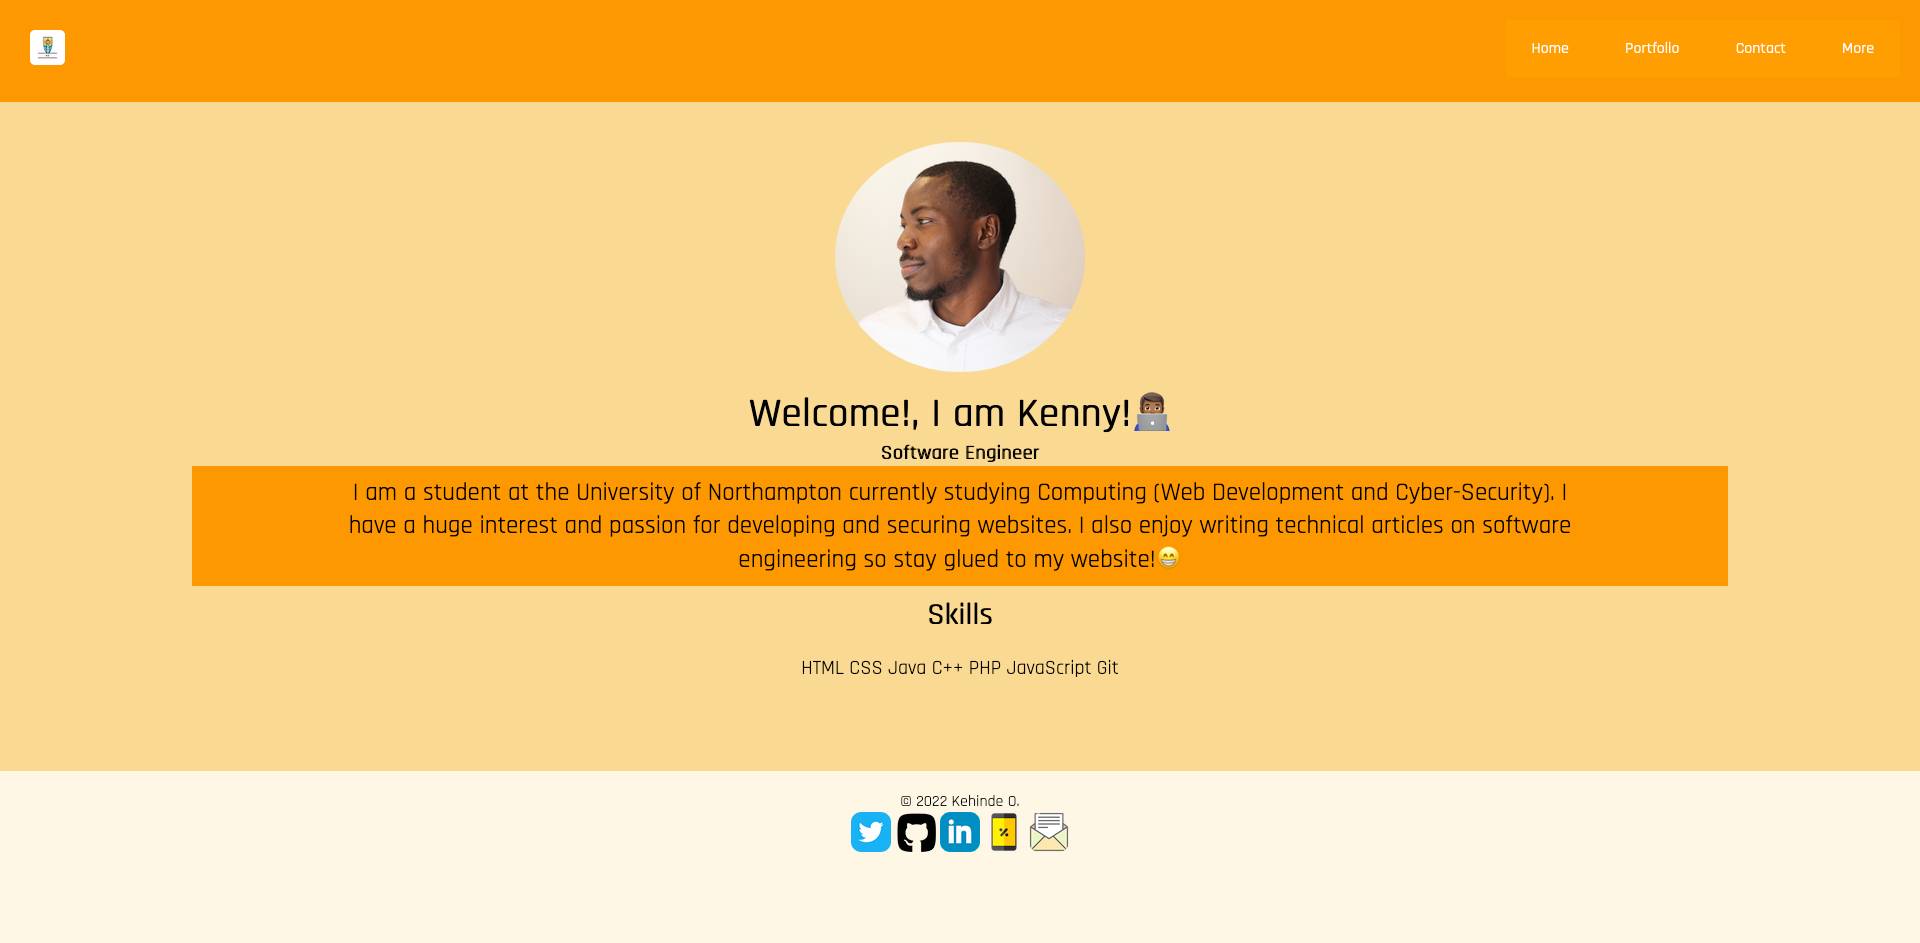 Home Portfolio Contact More
Welcome!, I am Kenny!👨🏾‍💻
Software Engineer
I am a student at the University of Northampton currently studying Computing (Web Development and Cyber-Security). I
have a huge interest and passion for developing and securing websites. I also enjoy writing technical articles on software
engineering so stay glued to my website!😁
Skills
HTML CSS Java C++ PHP JavaScript Git
© 2022 Kehinde O.
in